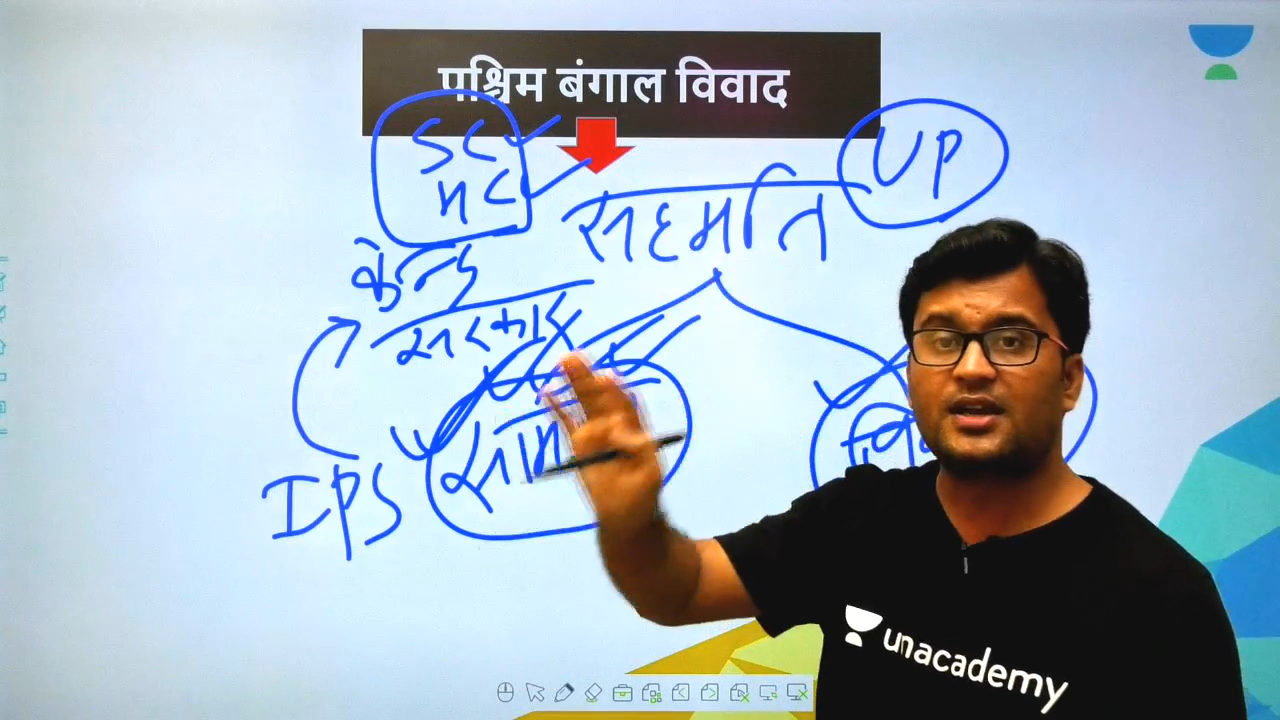 पश्चिम बंगाल विवाद
SC
HC
UP
सहमति
केन्द्र
सरकार
IPS
unacademy